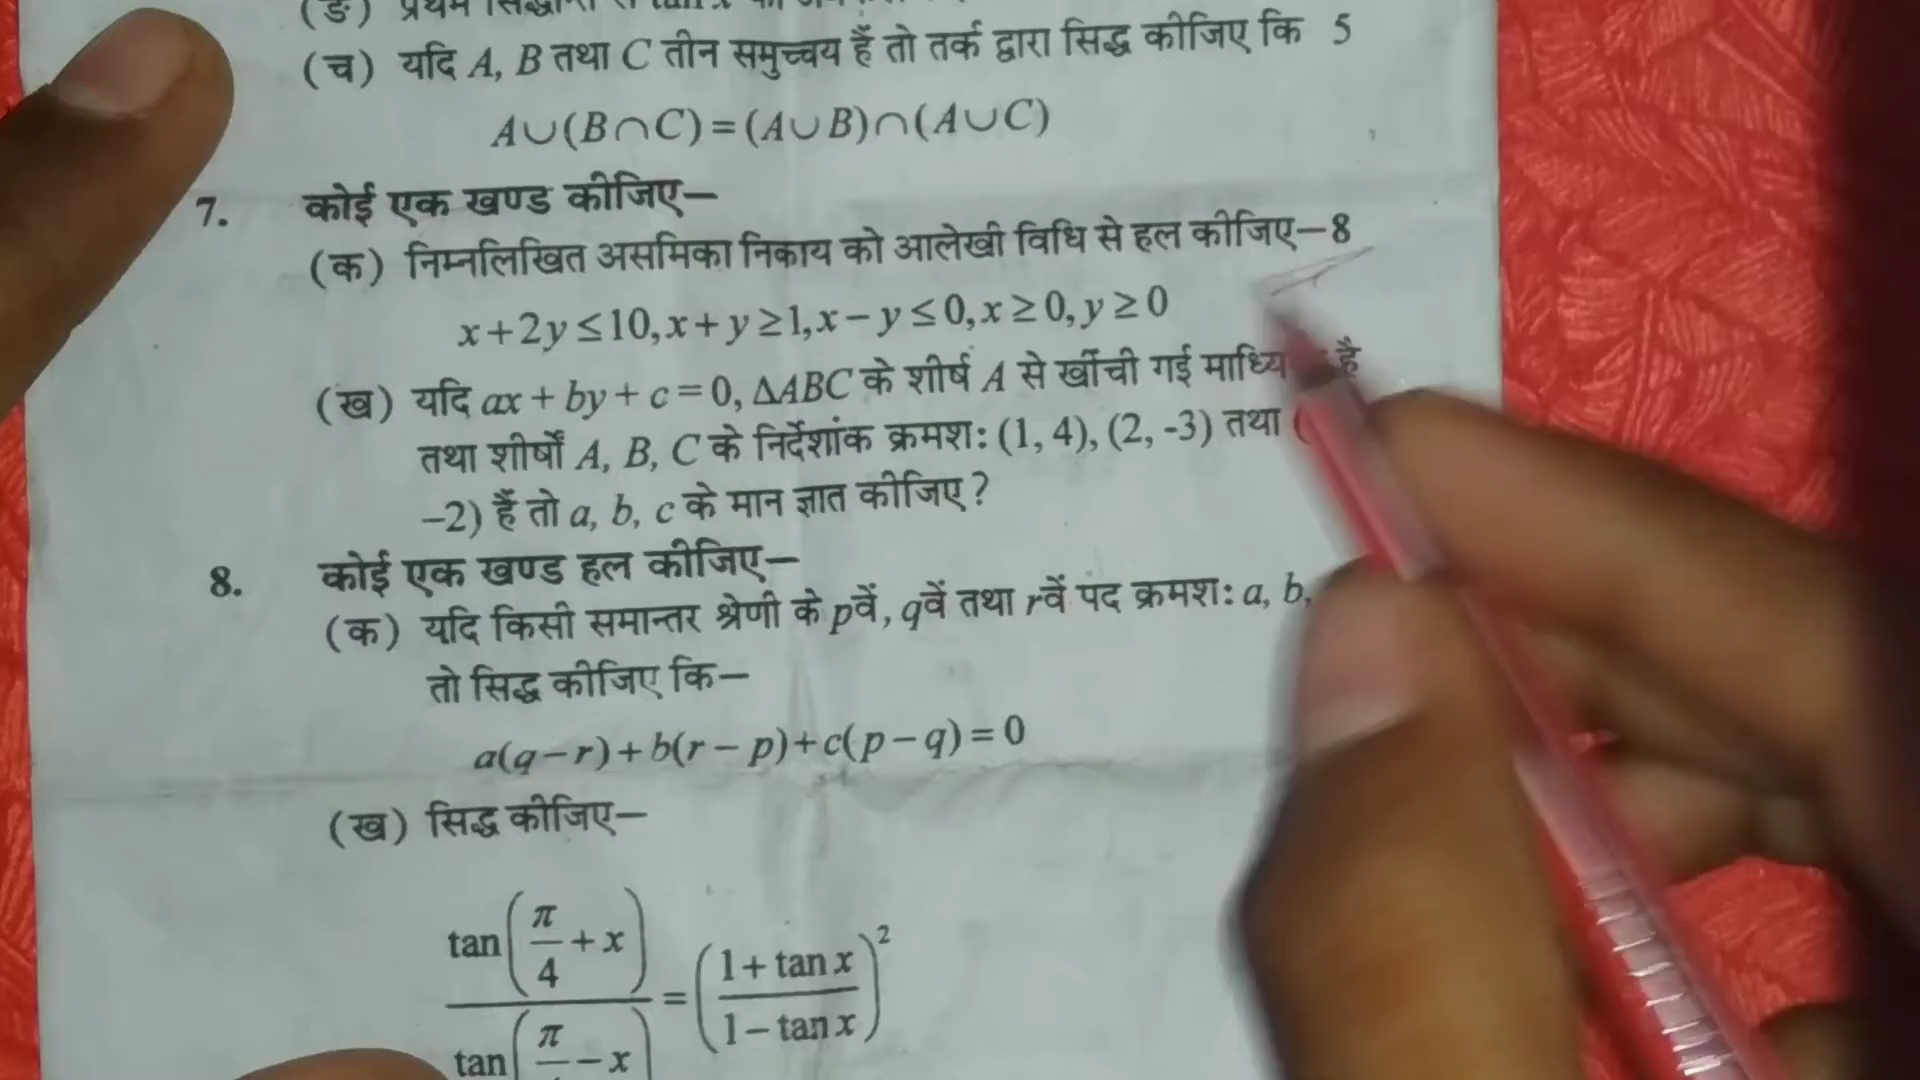 (ङ) प्रथम सिद्धान्त से tan x का
(च) यदि A, B तथा C तीन समुच्चय हैं तो तर्क द्वारा सिद्ध कीजिए कि 5
A∪(B∩C)=(A∪B)∩(A∪C)
7. कोई एक खण्ड कीजिए–
(क) निम्नलिखित असमिका निकाय को आलेखी विधि से हल कीजिए–8
x+2y≤10,x+y≥1,x−y≤0,x≥0,y≥0
(ख) यदि ax+by+c=0, ΔABC के शीर्ष A से खींची गई है
तथा शीर्षों A, B, C के निर्देशांक क्रमश: (1, 4), (2, -3) तथा (
–2) हैं तो a, b, c के मान ज्ञात कीजिए?
8. कोई एक खण्ड हल कीजिए–
(क) यदि किसी समान्तर श्रेणी के pवें, qवें तथा rवें पद क्रमश: a, b,
तो सिद्ध कीजिए कि–
a(q−r)+b(r−p)+c(p−q)=0
(ख) सिद्ध कीजिए–
tan(π/4+x)/tan(π/ −x) = ((1+tan x)/(1−tan x))²